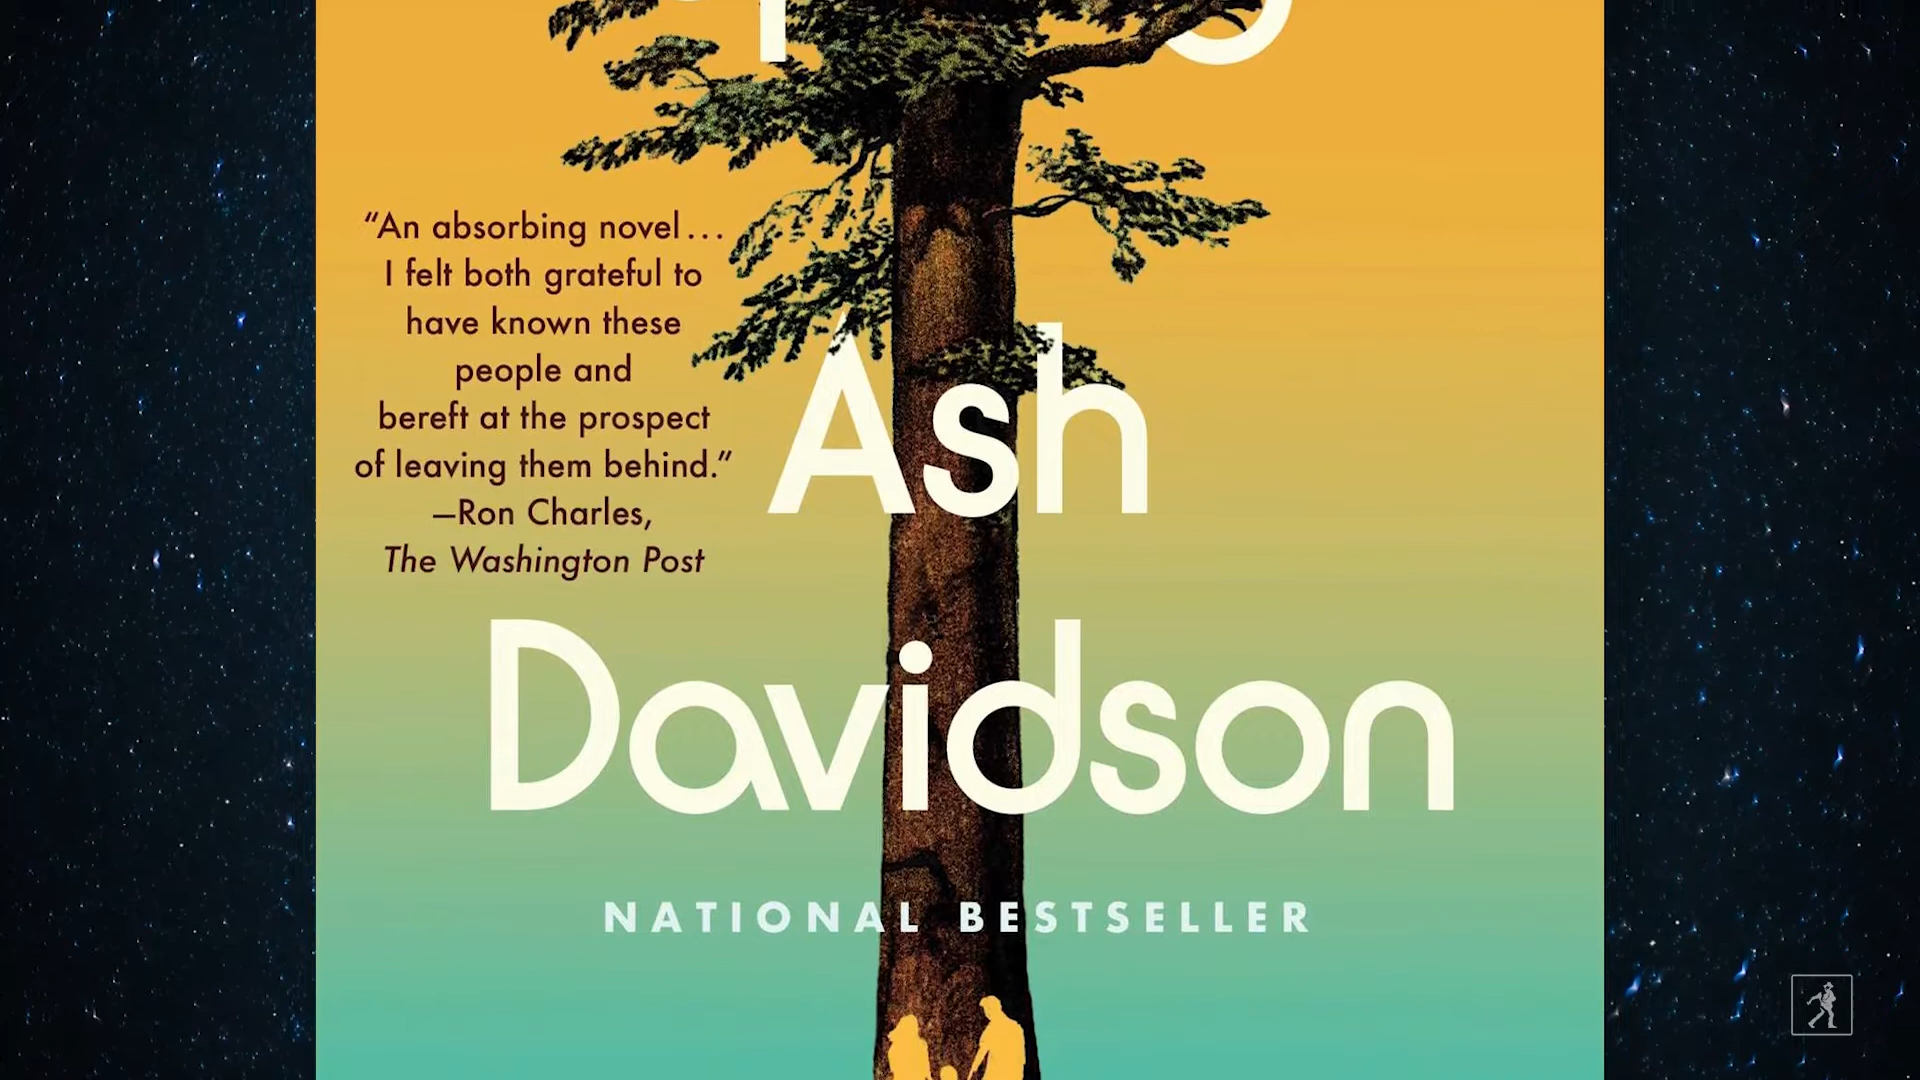 “An absorbing novel...
I felt both grateful to
have known these
people and
bereft at the prospect
of leaving them behind.”
—Ron Charles,
The Washington Post
Ash
Davidson
NATIONAL BESTSELLER